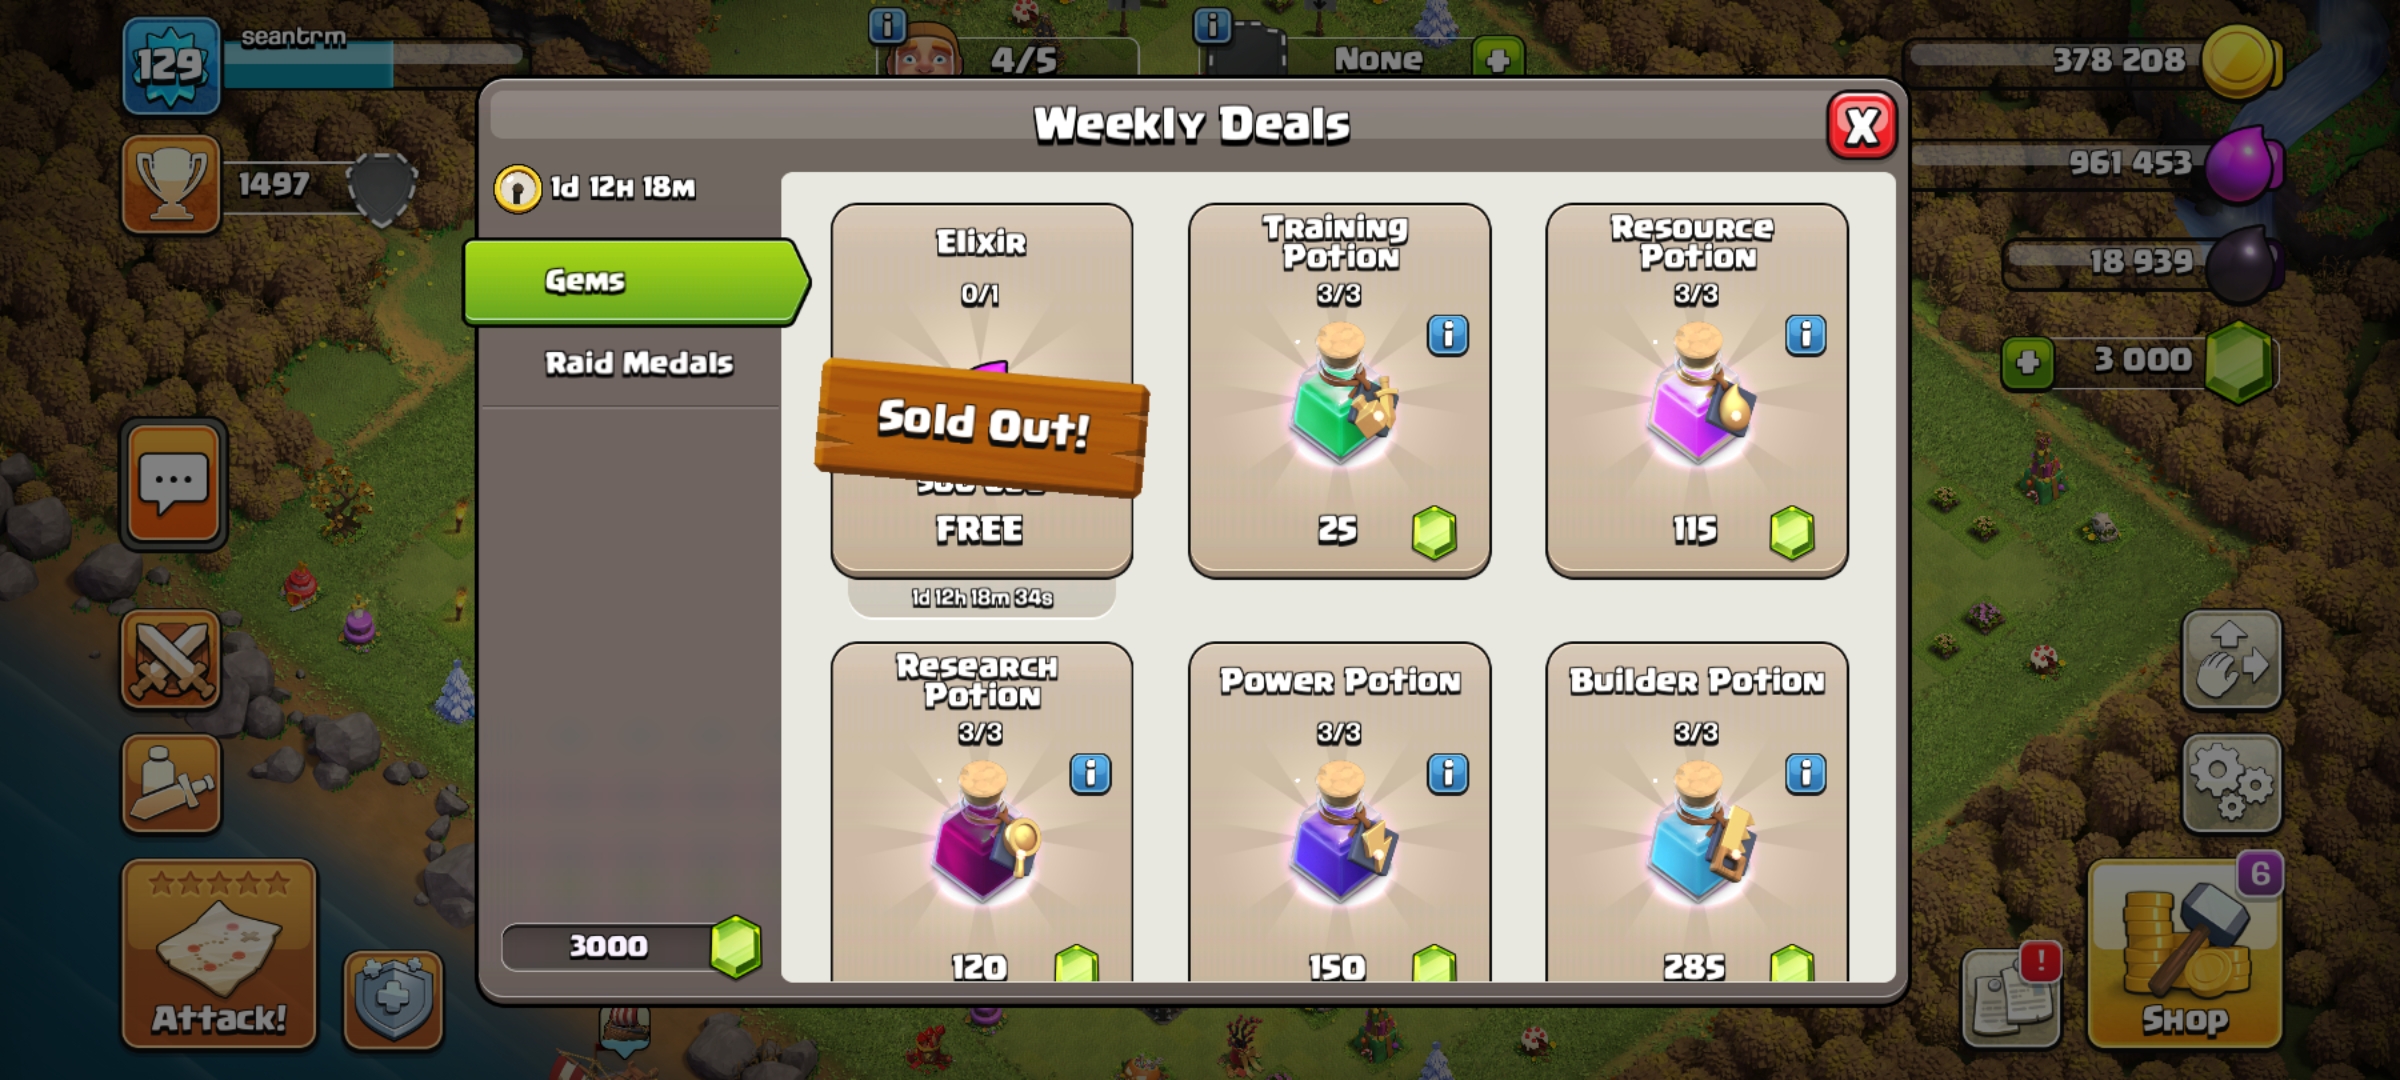 129
seantrm
4/5
None
378 208
1497
961 453
18 939
3 000
Weekly Deals
X
1d 12H 18M
Gems
Raid Medals
3000
Elixir
0/1
Sold Out!
FREE
1d 12h 18m 34s
Training
Potion
3/3
25
Resource
Potion
3/3
115
Research
Potion
3/3
120
Power Potion
3/3
150
Builder Potion
3/3
285
Attack!
6
!
Shop